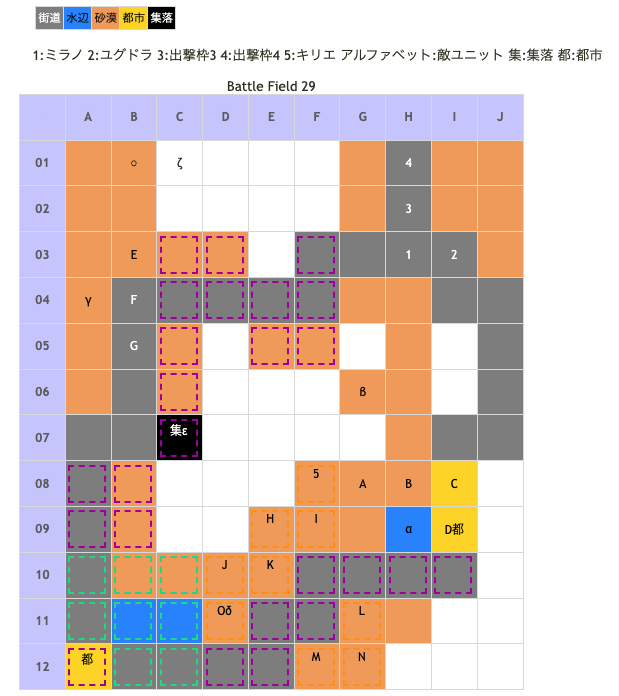 街道 水辺 砂漠 都市 集落
1:ミラノ 2:ユグドラ 3:出撃枠3 4:出撃枠4 5:キリエ アルファベット:敵ユニット 集:集落 都:都市
Battle Field 29
A B C D E F G H I J
01 ○ ζ 4
02 3
03 E 1 2
04 γ F
05 G
06 β
07 集ε
08 5 A B C
09 H I α D都
10 J K
11 Oð L
12 都 M N